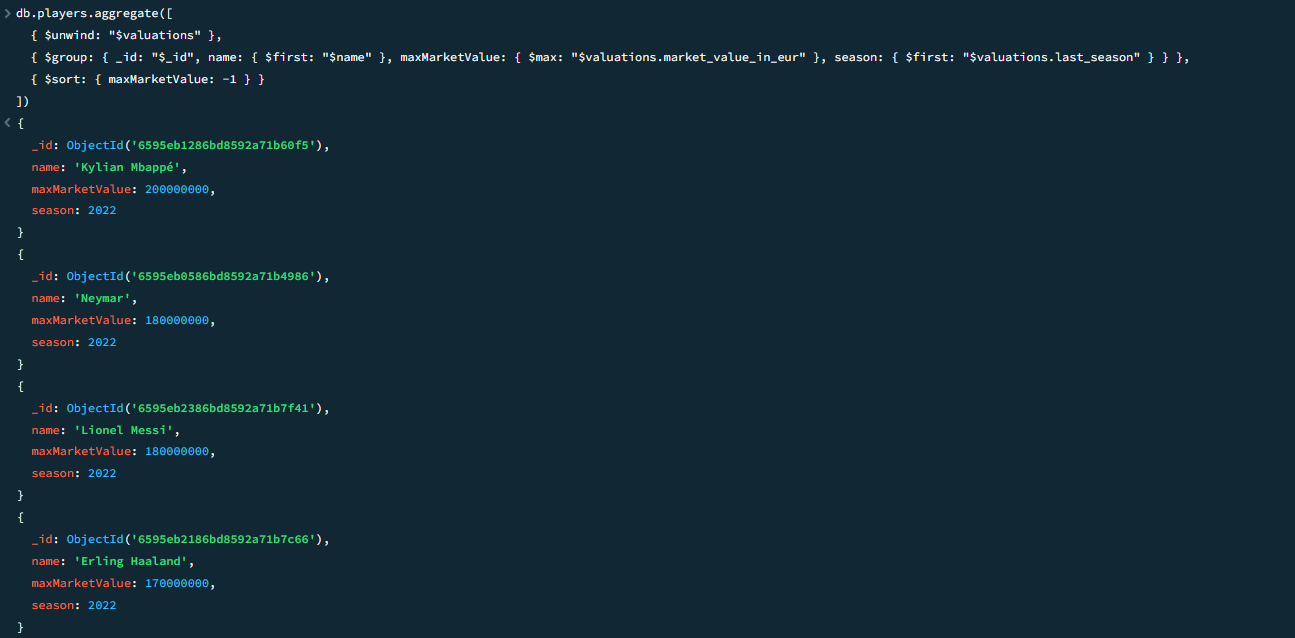 db.players.aggregate([
{ $unwind: "$valuations" },
{ $group: { _id: "$_id", name: { $first: "$name" }, maxMarketValue: { $max: "$valuations.market_value_in_eur" }, season: { $first: "$valuations.last_season" } } },
{ $sort: { maxMarketValue: -1 } }
])
{
_id: ObjectId('6595eb1286bd8592a71b60f5'),
name: 'Kylian Mbappé',
maxMarketValue: 200000000,
season: 2022
}
{
_id: ObjectId('6595eb0586bd8592a71b4986'),
name: 'Neymar',
maxMarketValue: 180000000,
season: 2022
}
{
_id: ObjectId('6595eb2386bd8592a71b7f41'),
name: 'Lionel Messi',
maxMarketValue: 180000000,
season: 2022
}
{
_id: ObjectId('6595eb2186bd8592a71b7c66'),
name: 'Erling Haaland',
maxMarketValue: 170000000,
season: 2022
}